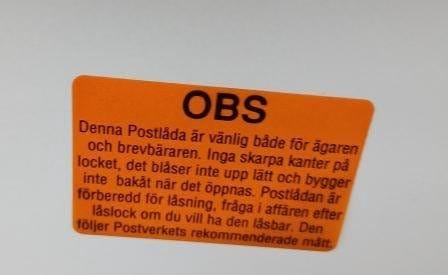 OBS
Denna Postlåda är vänlig både för ägaren
och brevbäraren. Inga skarpa kanter på
locket, det blåser inte upp lätt och bygger
inte bakåt när det öppnas. Postlådan är
förberedd för låsning, fråga i affären efter
låslock om du vill ha den låsbar. Den
följer Postverkets rekommenderade mått.